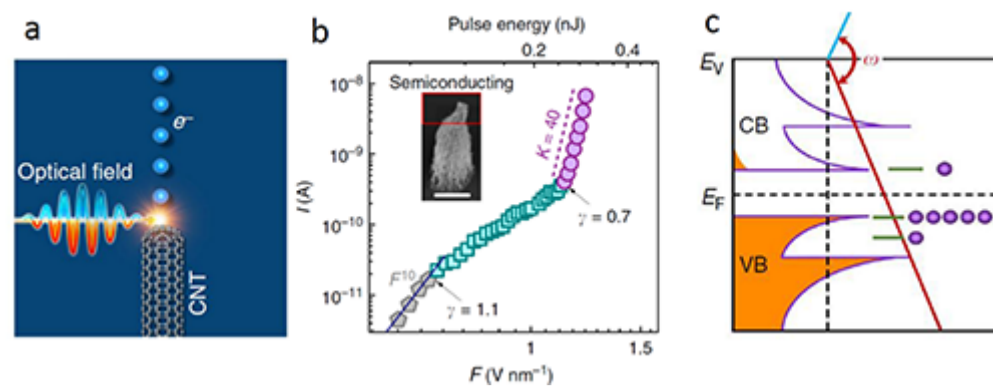 a
e⁻
Optical field
CNT
b
Pulse energy (nJ)
0.2 0.4
10⁻⁸
10⁻⁹
10⁻¹⁰
10⁻¹¹
I (A)
Semiconducting
K = 40
γ = 0.7
F¹⁰
γ = 1.1
1 1.5
F (V nm⁻¹)
c
E_V
ω
CB
E_F
VB